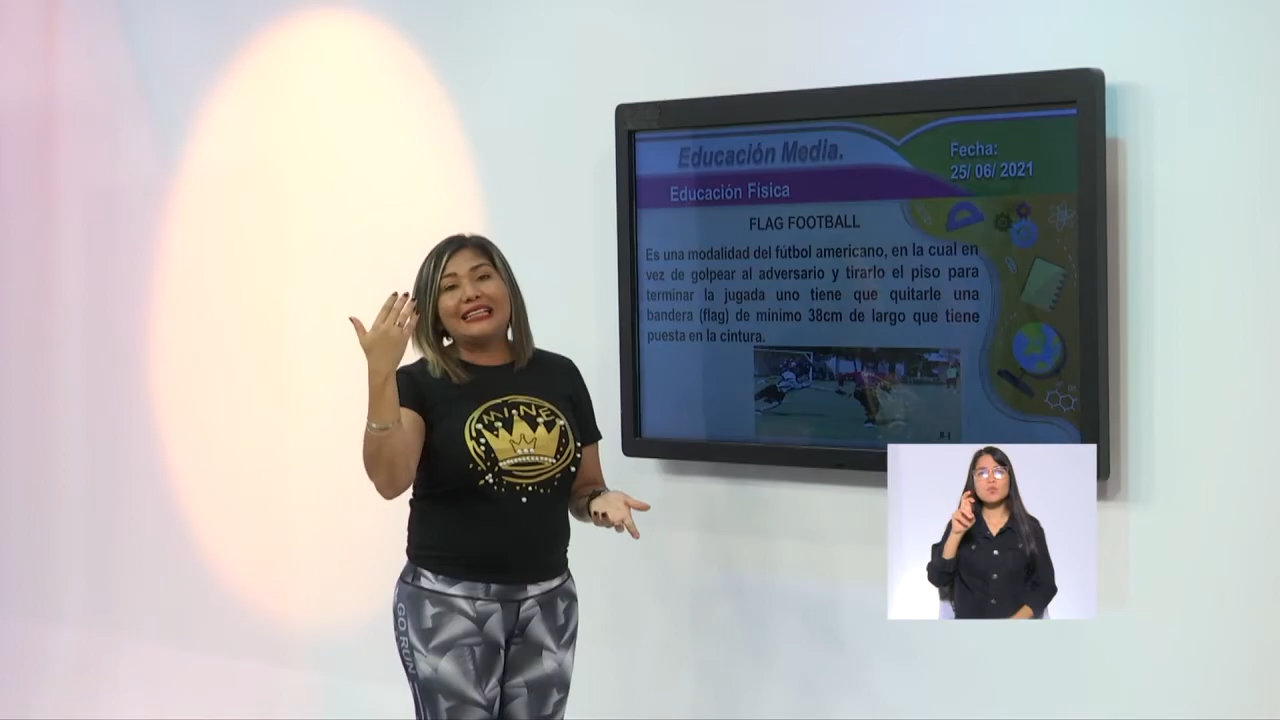 Educación Media.
Fecha:
25/ 06/ 2021
Educación Física
FLAG FOOTBALL
Es una modalidad del fútbol americano, en la cual en
vez de golpear al adversario y tirarlo el piso para
terminar la jugada uno tiene que quitarle una
bandera (flag) de mínimo 38cm de largo que tiene
puesta en la cintura.
MINE
GO RUN